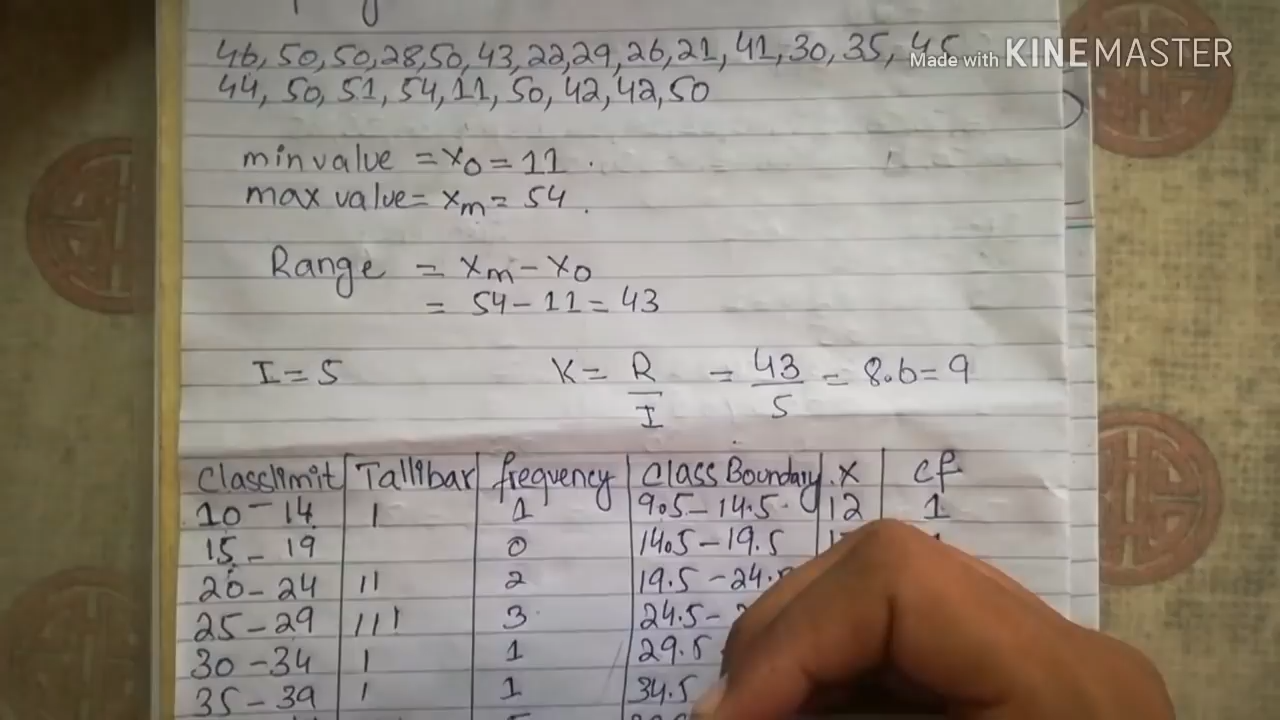 46, 50, 50, 28, 50, 43, 22, 29, 26, 21, 41, 30, 35, 45
Made with KINEMASTER
44, 50, 51, 54, 11, 50, 42, 42, 50
min value = x0 = 11 .
max value = xm = 54 .
Range = xm - x0
= 54 - 11 = 43
I = 5 K = R/I = 43/5 = 8.6 = 9
Classlimit Tallibar frequency Class Boundary x cf
10 - 14 | 1 9.5 - 14.5 12 1
15 - 19 0 14.5 - 19.5
20 - 24 || 2 19.5 - 24.
25 - 29 ||| 3 24.5 -
30 - 34 | 1 29.5
35 - 39 | 1 34.5